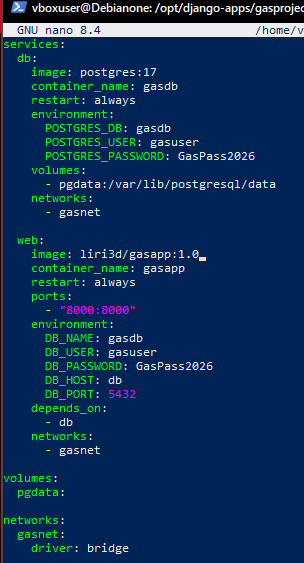 vboxuser@Debianone: /opt/django-apps/gasproject
GNU nano 8.4 /home/v
services:
  db:
    image: postgres:17
    container_name: gasdb
    restart: always
    environment:
      POSTGRES_DB: gasdb
      POSTGRES_USER: gasuser
      POSTGRES_PASSWORD: GasPass2026
    volumes:
      - pgdata:/var/lib/postgresql/data
    networks:
      - gasnet

  web:
    image: liri3d/gasapp:1.0
    container_name: gasapp
    restart: always
    ports:
      - "8000:8000"
    environment:
      DB_NAME: gasdb
      DB_USER: gasuser
      DB_PASSWORD: GasPass2026
      DB_HOST: db
      DB_PORT: 5432
    depends_on:
      - db
    networks:
      - gasnet

volumes:
  pgdata:

networks:
  gasnet:
    driver: bridge